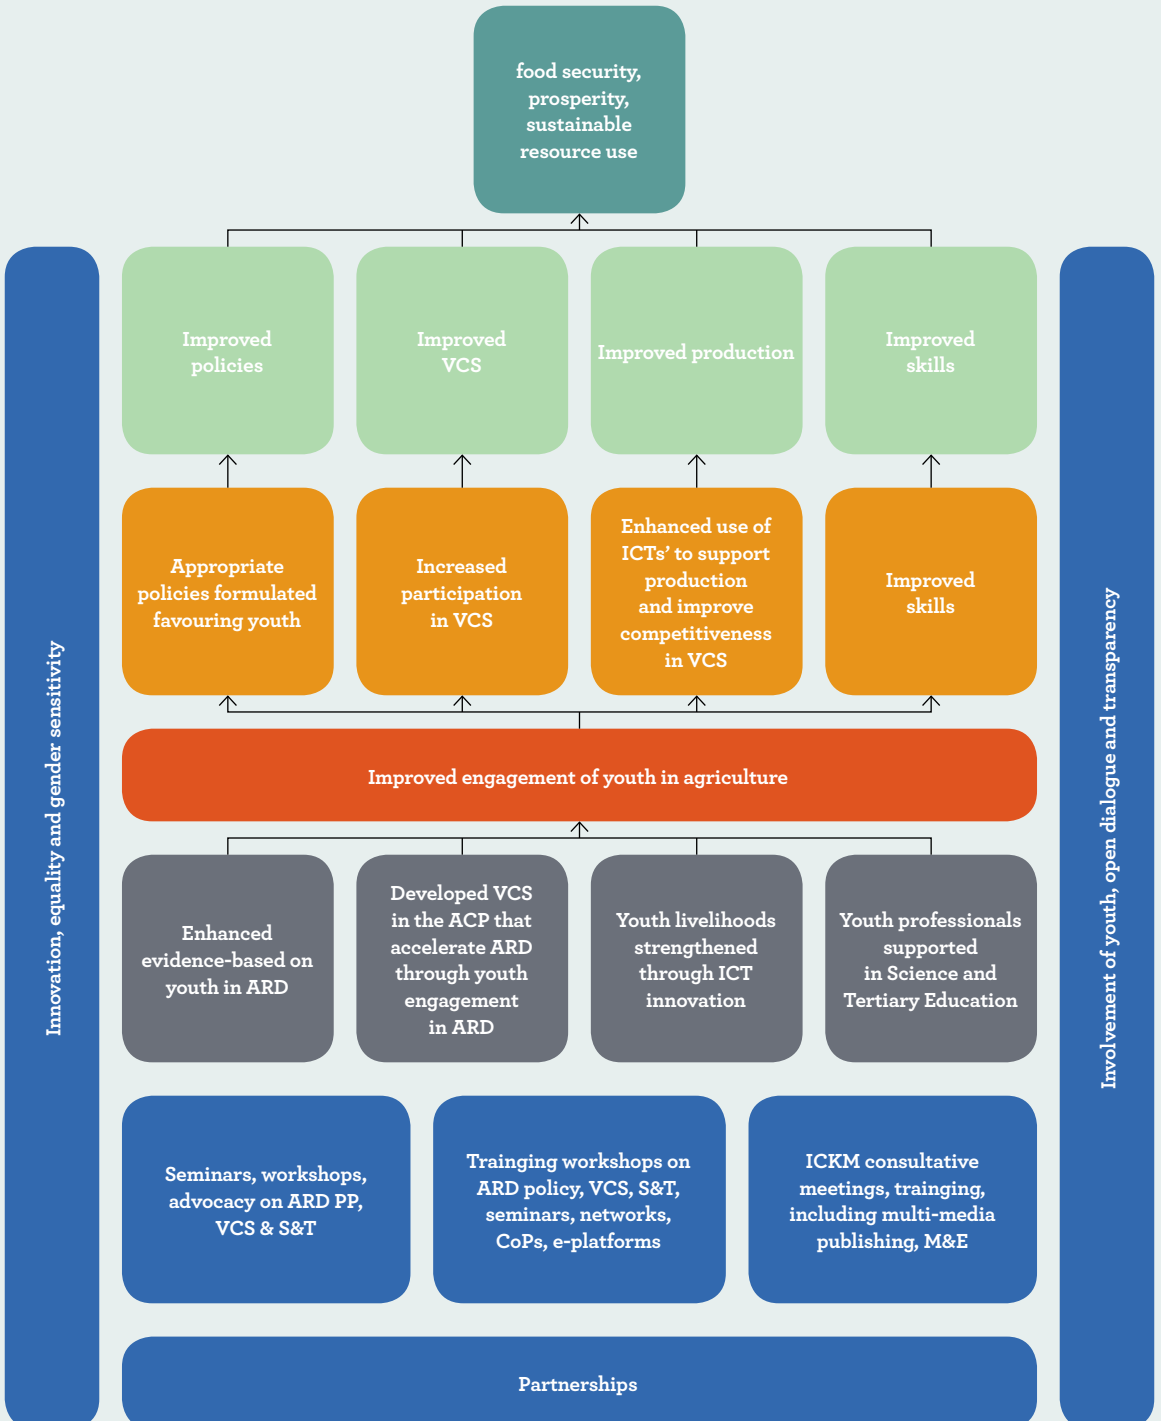 food security,
prosperity,
sustainable
resource use
Improved
policies
Improved
VCS
Improved production
Improved
skills
Appropriate
policies formulated
favouring youth
Increased
participation
in VCS
Enhanced use of
ICTs’ to support
production
and improve
competitiveness
in VCS
Improved
skills
Improved engagement of youth in agriculture
Enhanced
evidence-based on
youth in ARD
Developed VCS
in the ACP that
accelerate ARD
through youth
engagement
in ARD
Youth livelihoods
strengthened
through ICT
innovation
Youth professionals
supported
in Science and
Tertiary Education
Seminars, workshops,
advocacy on ARD PP,
VCS & S&T
Trainging workshops on
ARD policy, VCS, S&T,
seminars, networks,
CoPs, e-platforms
ICKM consultative
meetings, trainging,
including multi-media
publishing, M&E
Partnerships
Innovation, equality and gender sensitivity
Involvement of youth, open dialogue and transparency